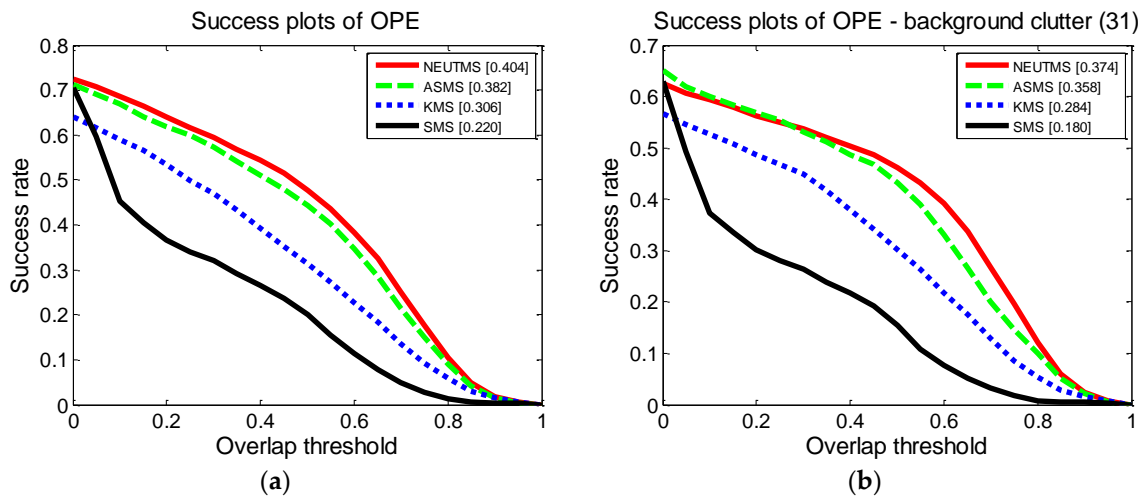 Success plots of OPE
0.8
0.7
0.6
0.5
0.4
0.3
0.2
0.1
0
Success rate
NEUTMS [0.404]
ASMS [0.382]
KMS [0.306]
SMS [0.220]
0 0.2 0.4 0.6 0.8 1
Overlap threshold
(a)
Success plots of OPE - background clutter (31)
0.7
0.6
0.5
0.4
0.3
0.2
0.1
0
Success rate
NEUTMS [0.374]
ASMS [0.358]
KMS [0.284]
SMS [0.180]
0 0.2 0.4 0.6 0.8 1
Overlap threshold
(b)